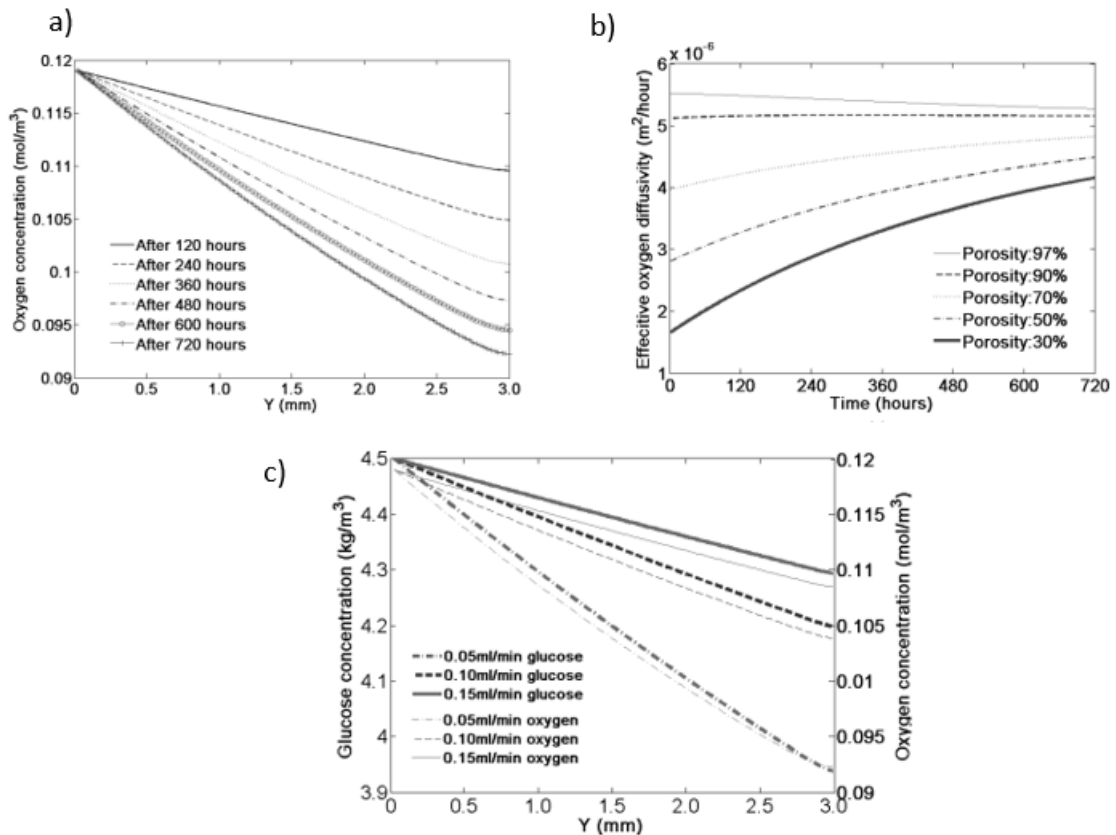 a)
Oxygen concentration (mol/m³)
0.12
0.115
0.11
0.105
0.1
0.095
0.09
After 120 hours
After 240 hours
After 360 hours
After 480 hours
After 600 hours
After 720 hours
0 0.5 1.0 1.5 2.0 2.5 3.0
Y (mm)
b)
Effecitive oxygen diffusivity (m²/hour)
x 10⁻⁶
6
5
4
3
2
1
Porosity:97%
Porosity:90%
Porosity:70%
Porosity:50%
Porosity:30%
0 120 240 360 480 600 720
Time (hours)
c)
Glucose concentration (kg/m³)
4.5
4.4
4.3
4.2
4.1
4
3.9
0.05ml/min glucose
0.10ml/min glucose
0.15ml/min glucose
0.05ml/min oxygen
0.10ml/min oxygen
0.15ml/min oxygen
0.12
0.115
0.11
0.105
0.01
0.095
0.09
Oxygen concentration (mol/m³)
0 0.5 1.0 1.5 2.0 2.5 3.0
Y (mm)